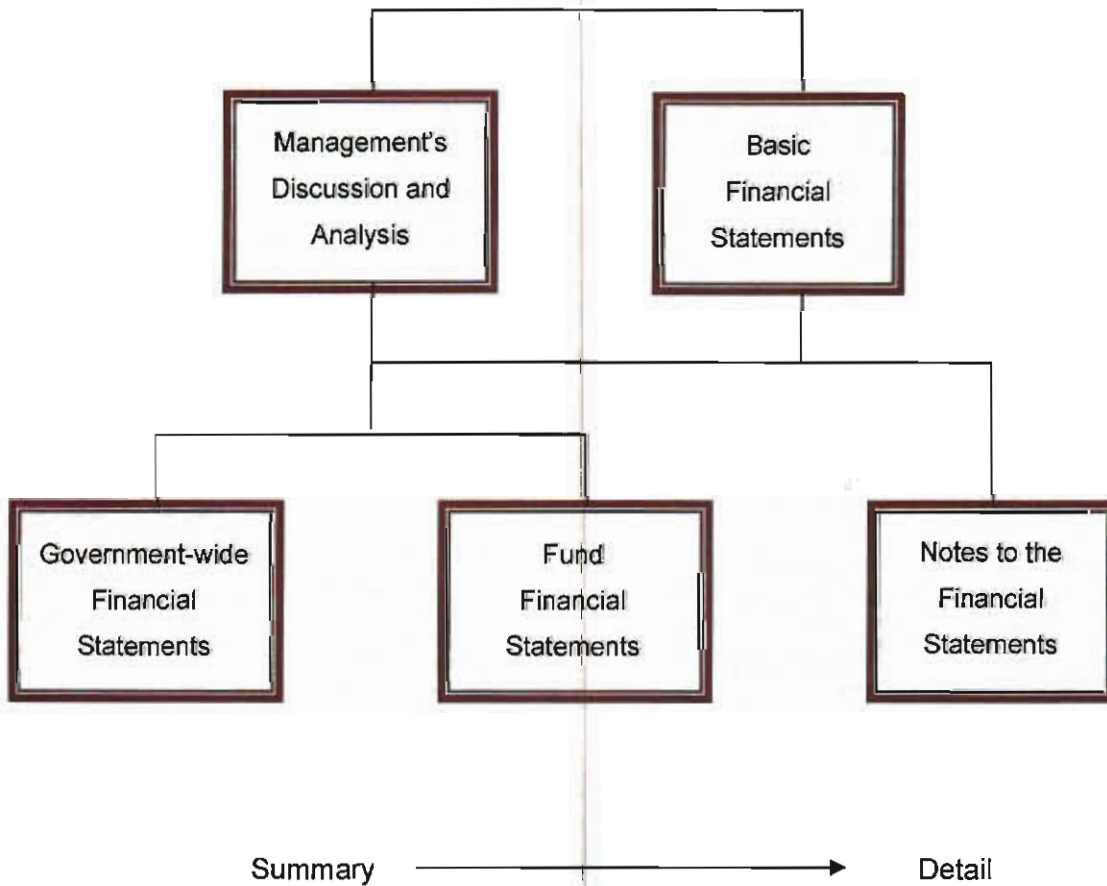 Management's
Discussion and
Analysis
Basic
Financial
Statements
Government-wide
Financial
Statements
Fund
Financial
Statements
Notes to the
Financial
Statements
Summary
Detail